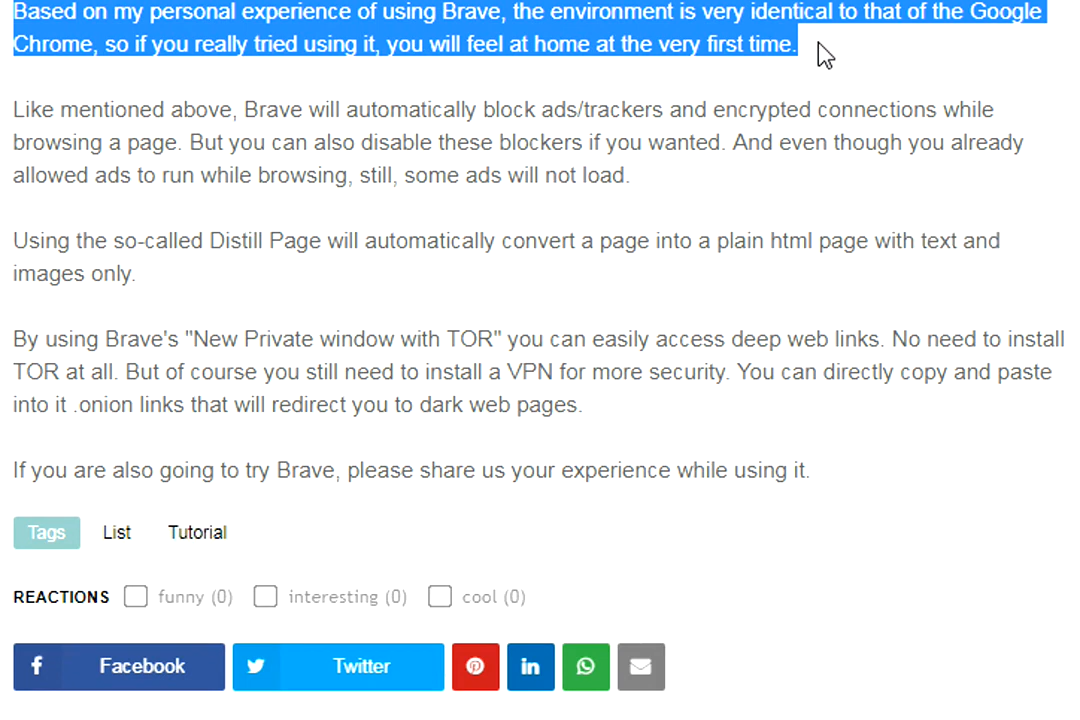 Based on my personal experience of using Brave, the environment is very identical to that of the Google
Chrome, so if you really tried using it, you will feel at home at the very first time.
Like mentioned above, Brave will automatically block ads/trackers and encrypted connections while
browsing a page. But you can also disable these blockers if you wanted. And even though you already
allowed ads to run while browsing, still, some ads will not load.
Using the so-called Distill Page will automatically convert a page into a plain html page with text and
images only.
By using Brave's "New Private window with TOR" you can easily access deep web links. No need to install
TOR at all. But of course you still need to install a VPN for more security. You can directly copy and paste
into it .onion links that will redirect you to dark web pages.
If you are also going to try Brave, please share us your experience while using it.
Tags List Tutorial
REACTIONS funny (0) interesting (0) cool (0)
Facebook Twitter